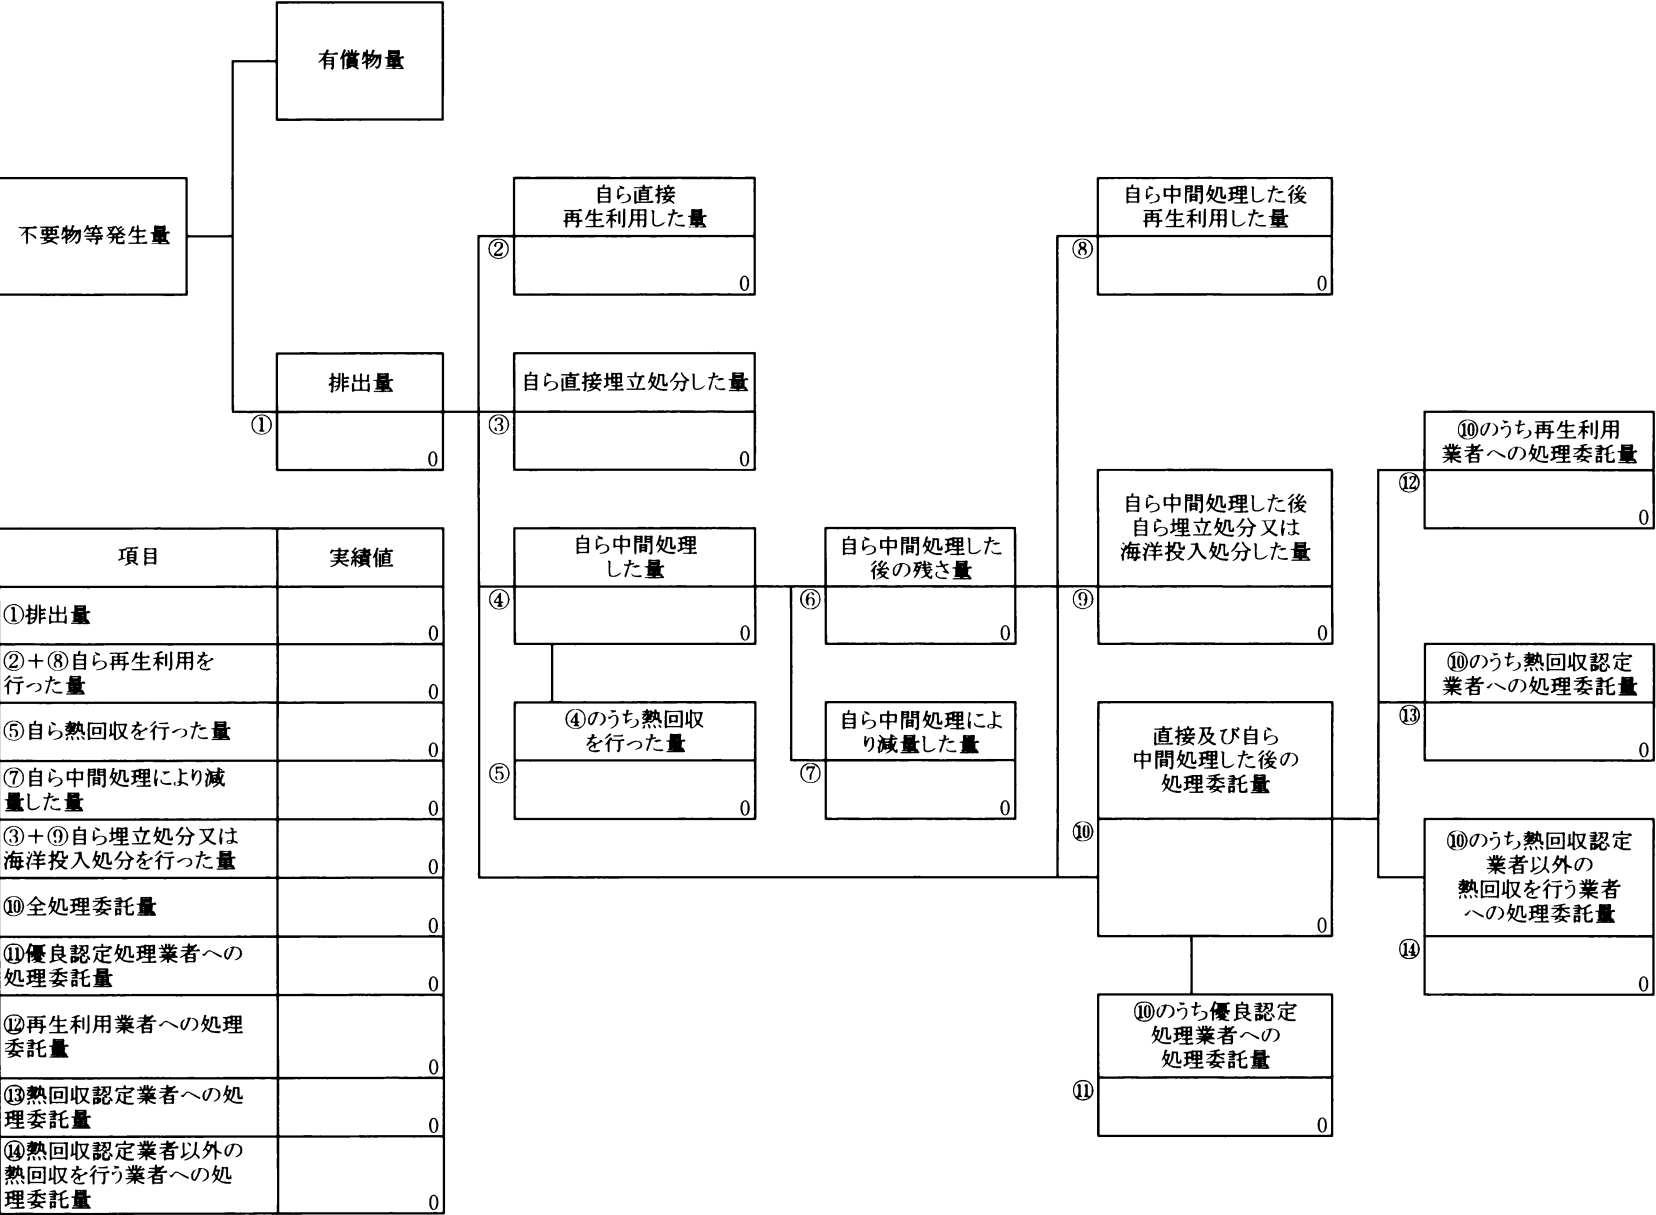 有償物量
不要物等発生量
排出量
①
0
自ら直接
再生利用した量
②
0
自ら直接埋立処分した量
③
0
自ら中間処理
した量
④
0
④のうち熱回収
を行った量
⑤
0
自ら中間処理した
後の残さ量
⑥
0
自ら中間処理によ
り減量した量
⑦
0
自ら中間処理した後
再生利用した量
⑧
0
自ら中間処理した後
自ら埋立処分又は
海洋投入処分した量
⑨
0
直接及び自ら
中間処理した後の
処理委託量
⑩
0
⑩のうち優良認定
処理業者への
処理委託量
⑪
0
⑩のうち再生利用
業者への処理委託量
⑫
0
⑩のうち熱回収認定
業者への処理委託量
⑬
0
⑩のうち熱回収認定
業者以外の
熱回収を行う業者
への処理委託量
⑭
0
項目
実績値
①排出量
0
②＋⑧自ら再生利用を
行った量
0
⑤自ら熱回収を行った量
0
⑦自ら中間処理により減
量した量
0
③＋⑨自ら埋立処分又は
海洋投入処分を行った量
0
⑩全処理委託量
0
⑪優良認定処理業者への
処理委託量
0
⑫再生利用業者への処理
委託量
0
⑬熱回収認定業者への処
理委託量
0
⑭熱回収認定業者以外の
熱回収を行う業者への処
理委託量
0